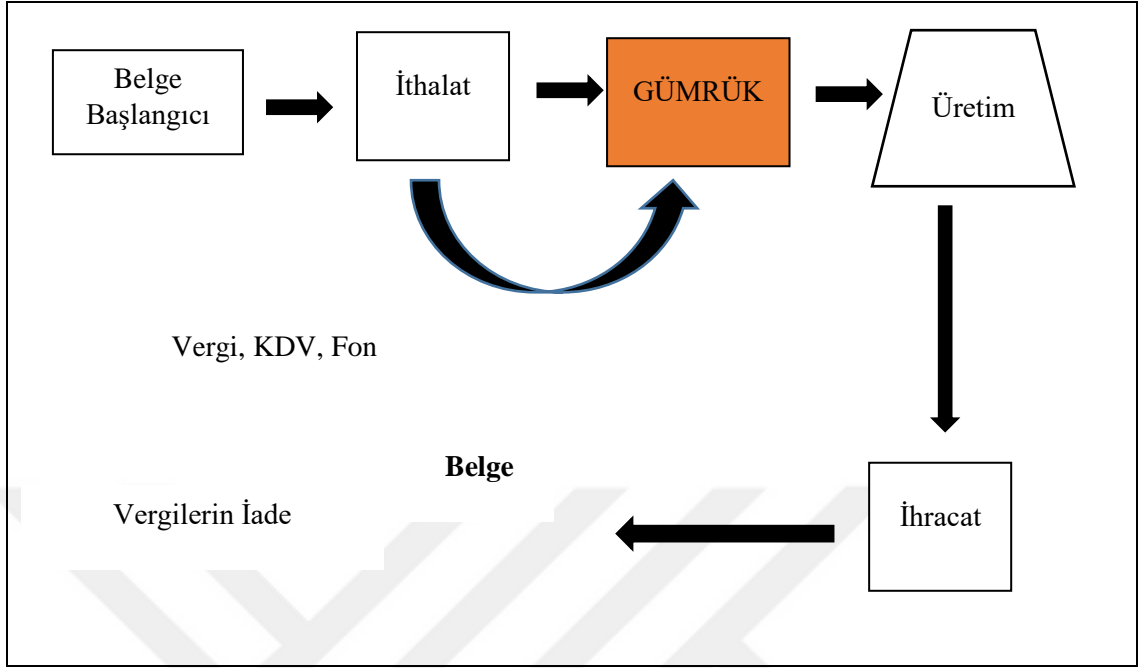 Belge
Başlangıcı
İthalat
GÜMRÜK
Üretim
Vergi, KDV, Fon
Belge
Vergilerin İade
İhracat